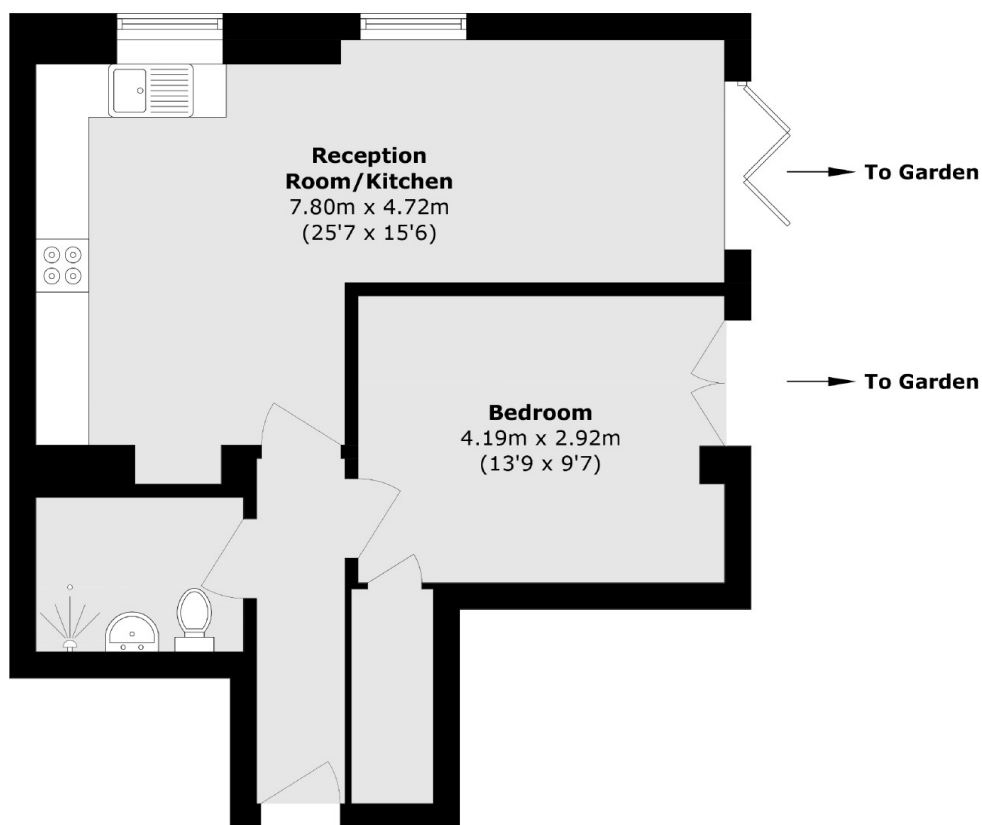 Reception
Room/Kitchen
7.80m x 4.72m
(25'7 x 15'6)
To Garden
To Garden
Bedroom
4.19m x 2.92m
(13'9 x 9'7)